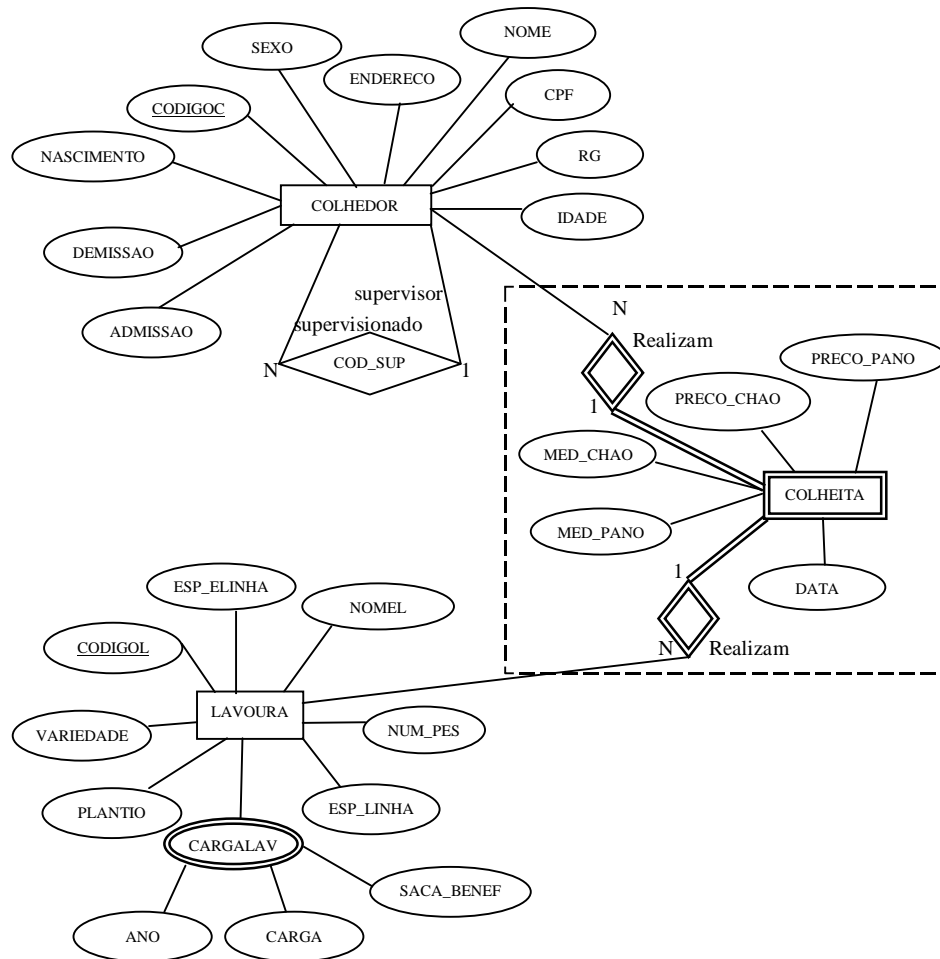 NOME
SEXO
ENDERECO
CODIGOC
CPF
NASCIMENTO
RG
COLHEDOR
IDADE
DEMISSAO
ADMISSAO
supervisor
supervisionado
N
COD_SUP
1
N
Realizam
PRECO_PANO
PRECO_CHAO
1
MED_CHAO
COLHEITA
MED_PANO
1
DATA
N
Realizam
ESP_ELINHA
NOMEL
CODIGOL
LAVOURA
VARIEDADE
NUM_PES
PLANTIO
ESP_LINHA
CARGALAV
SACA_BENEF
ANO
CARGA